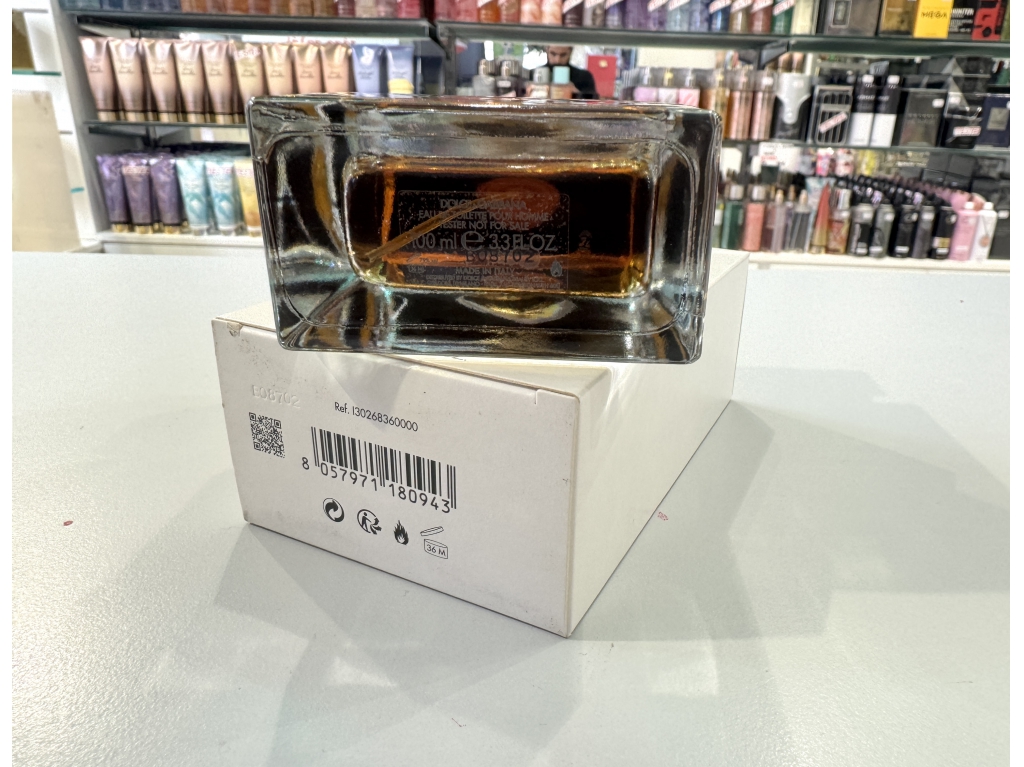 DOLCE&GABBANA
EAU DE TOILETTE POUR HOMME
TESTER NOT FOR SALE
100 ml ℮ 3.3 FL.OZ
E08702
MADE IN ITALY
E08702
Ref. I30268360000
8 057971 180943
36 M